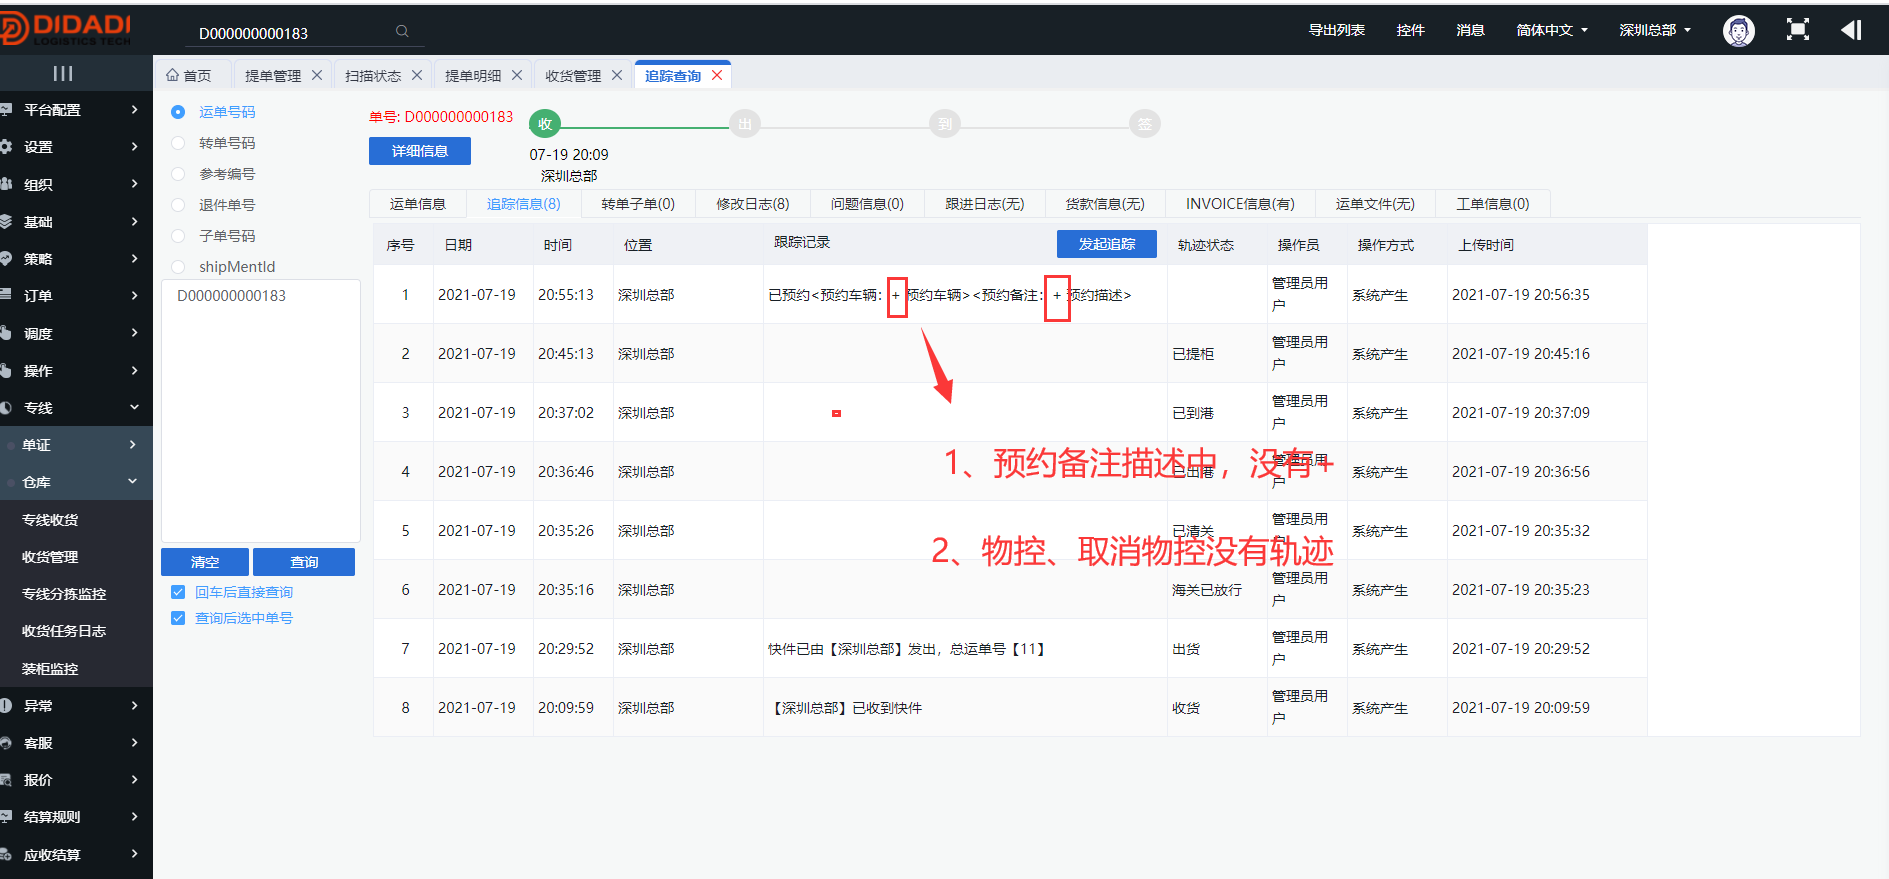 DIDADI
LOGISTICS TECH
D000000000183
导出列表 控件 消息 简体中文 深圳总部
首页 提单管理 扫描状态 提单明细 收货管理 追踪查询
平台配置
设置
组织
基础
策略
订单
调度
操作
专线
单证
仓库
专线收货
收货管理
专线分拣监控
收货任务日志
装柜监控
异常
客服
报价
结算规则
应收结算
运单号码
转单号码
参考编号
退件单号
子单号码
shipMentId
D000000000183
清空 查询
回车后直接查询
查询后选中单号
单号: D000000000183
详细信息
收 出 到 签
07-19 20:09
深圳总部
运单信息 追踪信息(8) 转单子单(0) 修改日志(8) 问题信息(0) 跟进日志(无) 货款信息(无) INVOICE信息(有) 运单文件(无) 工单信息(0)
序号 日期 时间 位置 跟踪记录 发起追踪 轨迹状态 操作员 操作方式 上传时间
1 2021-07-19 20:55:13 深圳总部 已预约<预约车辆: + 预约车辆><预约备注: + 预约描述> 管理员用户 系统产生 2021-07-19 20:56:35
2 2021-07-19 20:45:13 深圳总部 已提柜 管理员用户 系统产生 2021-07-19 20:45:16
3 2021-07-19 20:37:02 深圳总部 已到港 管理员用户 系统产生 2021-07-19 20:37:09
4 2021-07-19 20:36:46 深圳总部 已出港 管理员用户 系统产生 2021-07-19 20:36:56
5 2021-07-19 20:35:26 深圳总部 已清关 管理员用户 系统产生 2021-07-19 20:35:32
6 2021-07-19 20:35:16 深圳总部 海关已放行 管理员用户 系统产生 2021-07-19 20:35:23
7 2021-07-19 20:29:52 深圳总部 快件已由【深圳总部】发出，总运单号【11】 出货 管理员用户 系统产生 2021-07-19 20:29:52
8 2021-07-19 20:09:59 深圳总部 【深圳总部】已收到快件 收货 管理员用户 系统产生 2021-07-19 20:09:59
1、预约备注描述中，没有+
2、物控、取消物控没有轨迹